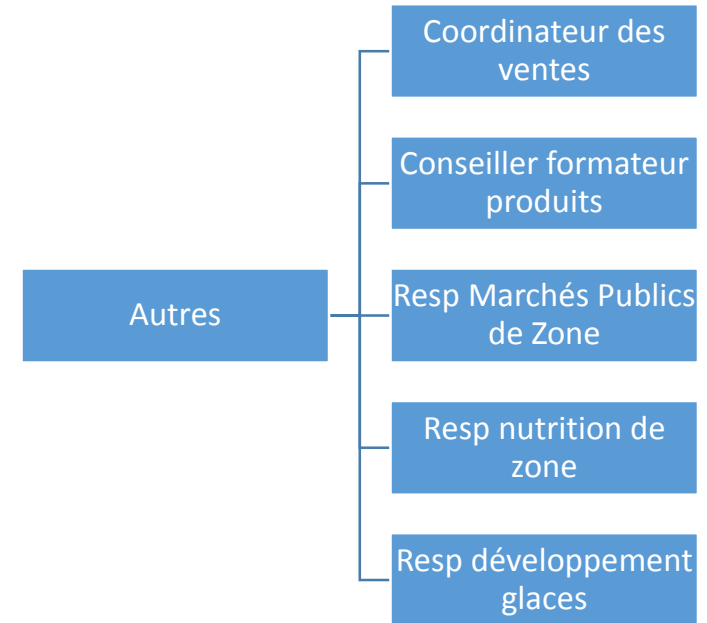 Coordinateur des
ventes
Conseiller formateur
produits
Autres
Resp Marchés Publics
de Zone
Resp nutrition de
zone
Resp développement
glaces